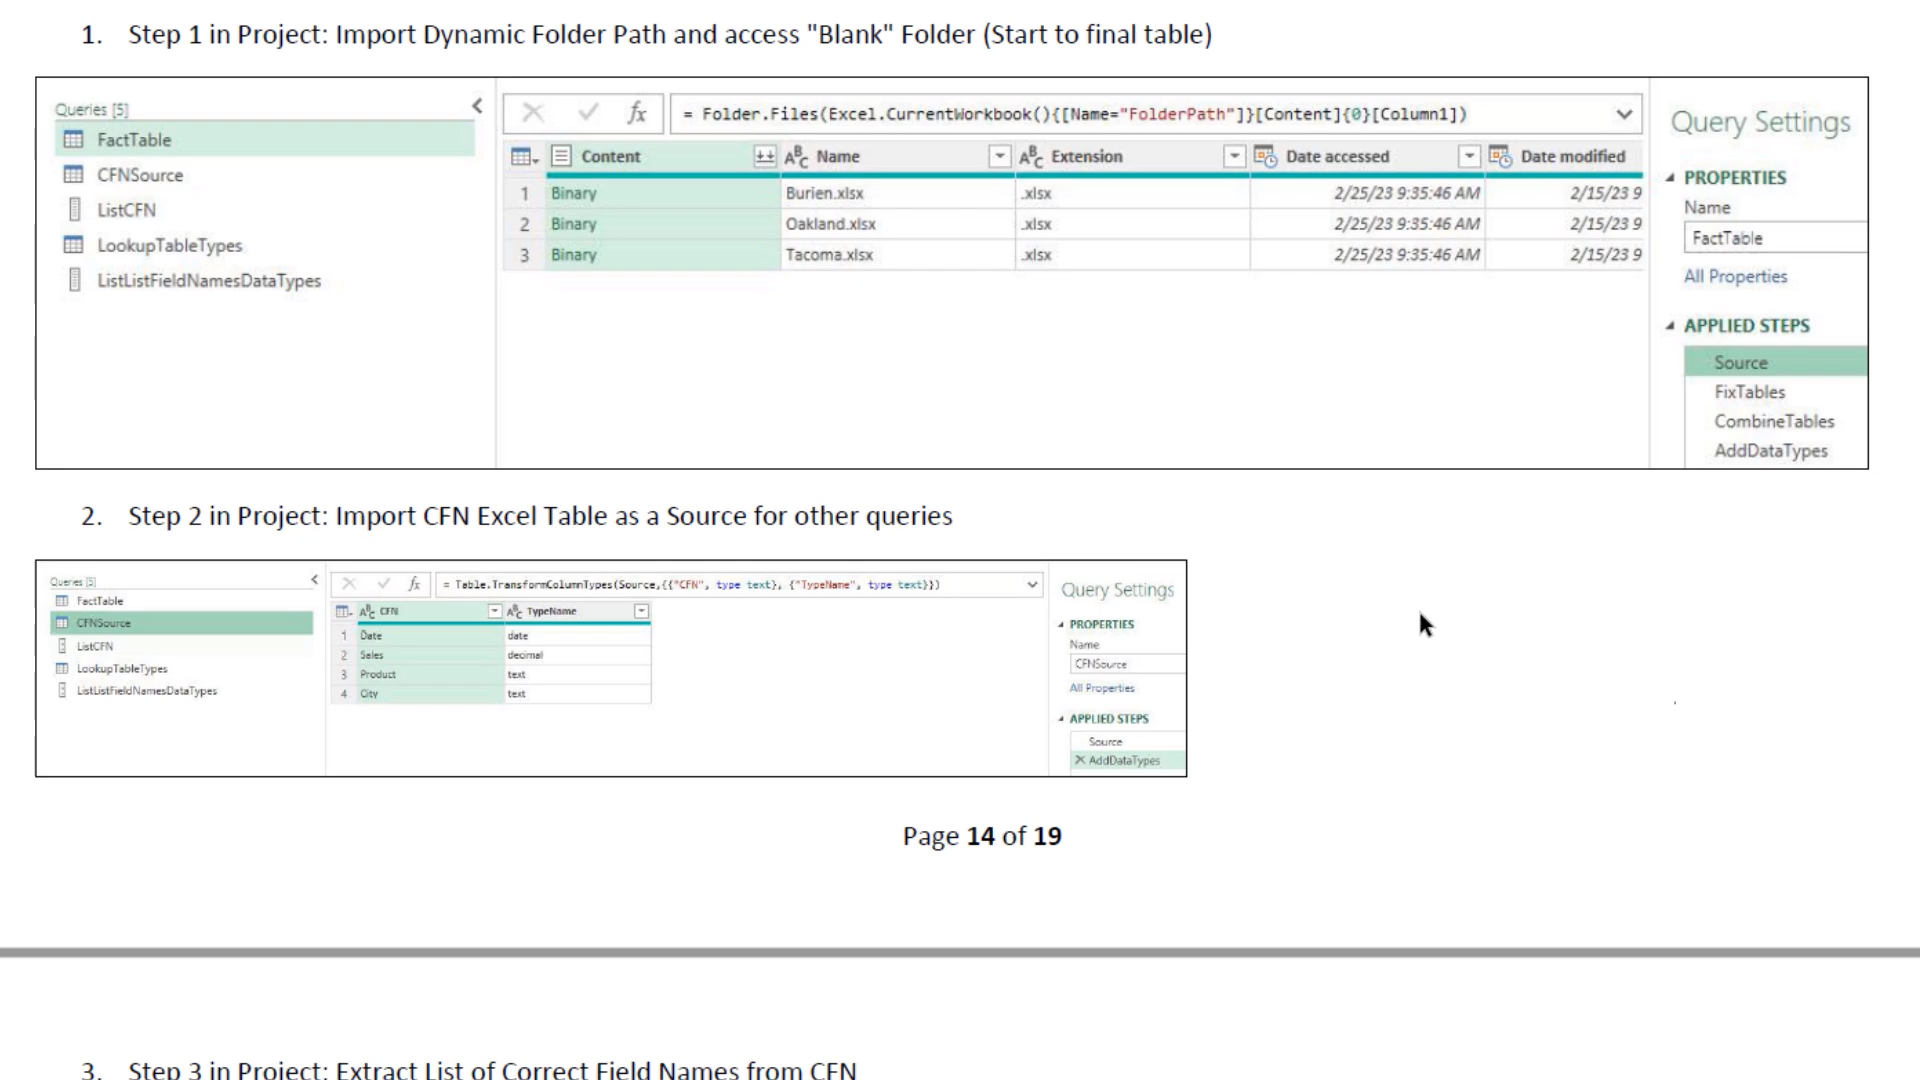 1. Step 1 in Project: Import Dynamic Folder Path and access "Blank" Folder (Start to final table)
Queries [5]
FactTable
CFNSource
ListCFN
LookupTableTypes
ListListFieldNamesDataTypes
fx = Folder.Files(Excel.CurrentWorkbook(){[Name="FolderPath"]}[Content]{0}[Column1])
Content ABC Name ABC Extension Date accessed Date modified
1 Binary Burien.xlsx .xlsx 2/25/23 9:35:46 AM 2/15/23 9
2 Binary Oakland.xlsx .xlsx 2/25/23 9:35:46 AM 2/15/23 9
3 Binary Tacoma.xlsx .xlsx 2/25/23 9:35:46 AM 2/15/23 9
Query Settings
PROPERTIES
Name
FactTable
All Properties
APPLIED STEPS
Source
FixTables
CombineTables
AddDataTypes
2. Step 2 in Project: Import CFN Excel Table as a Source for other queries
Queries [5]
FactTable
CFNSource
ListCFN
LookupTableTypes
ListListFieldNamesDataTypes
fx = Table.TransformColumnTypes(Source,{{"CFN", type text}, {"TypeName", type text}})
ABC CFN ABC TypeName
1 Date date
2 Sales decimal
3 Product text
4 City text
Query Settings
PROPERTIES
Name
CFNSource
All Properties
APPLIED STEPS
Source
AddDataTypes
Page 14 of 19
3. Step 3 in Project: Extract List of Correct Field Names from CFN